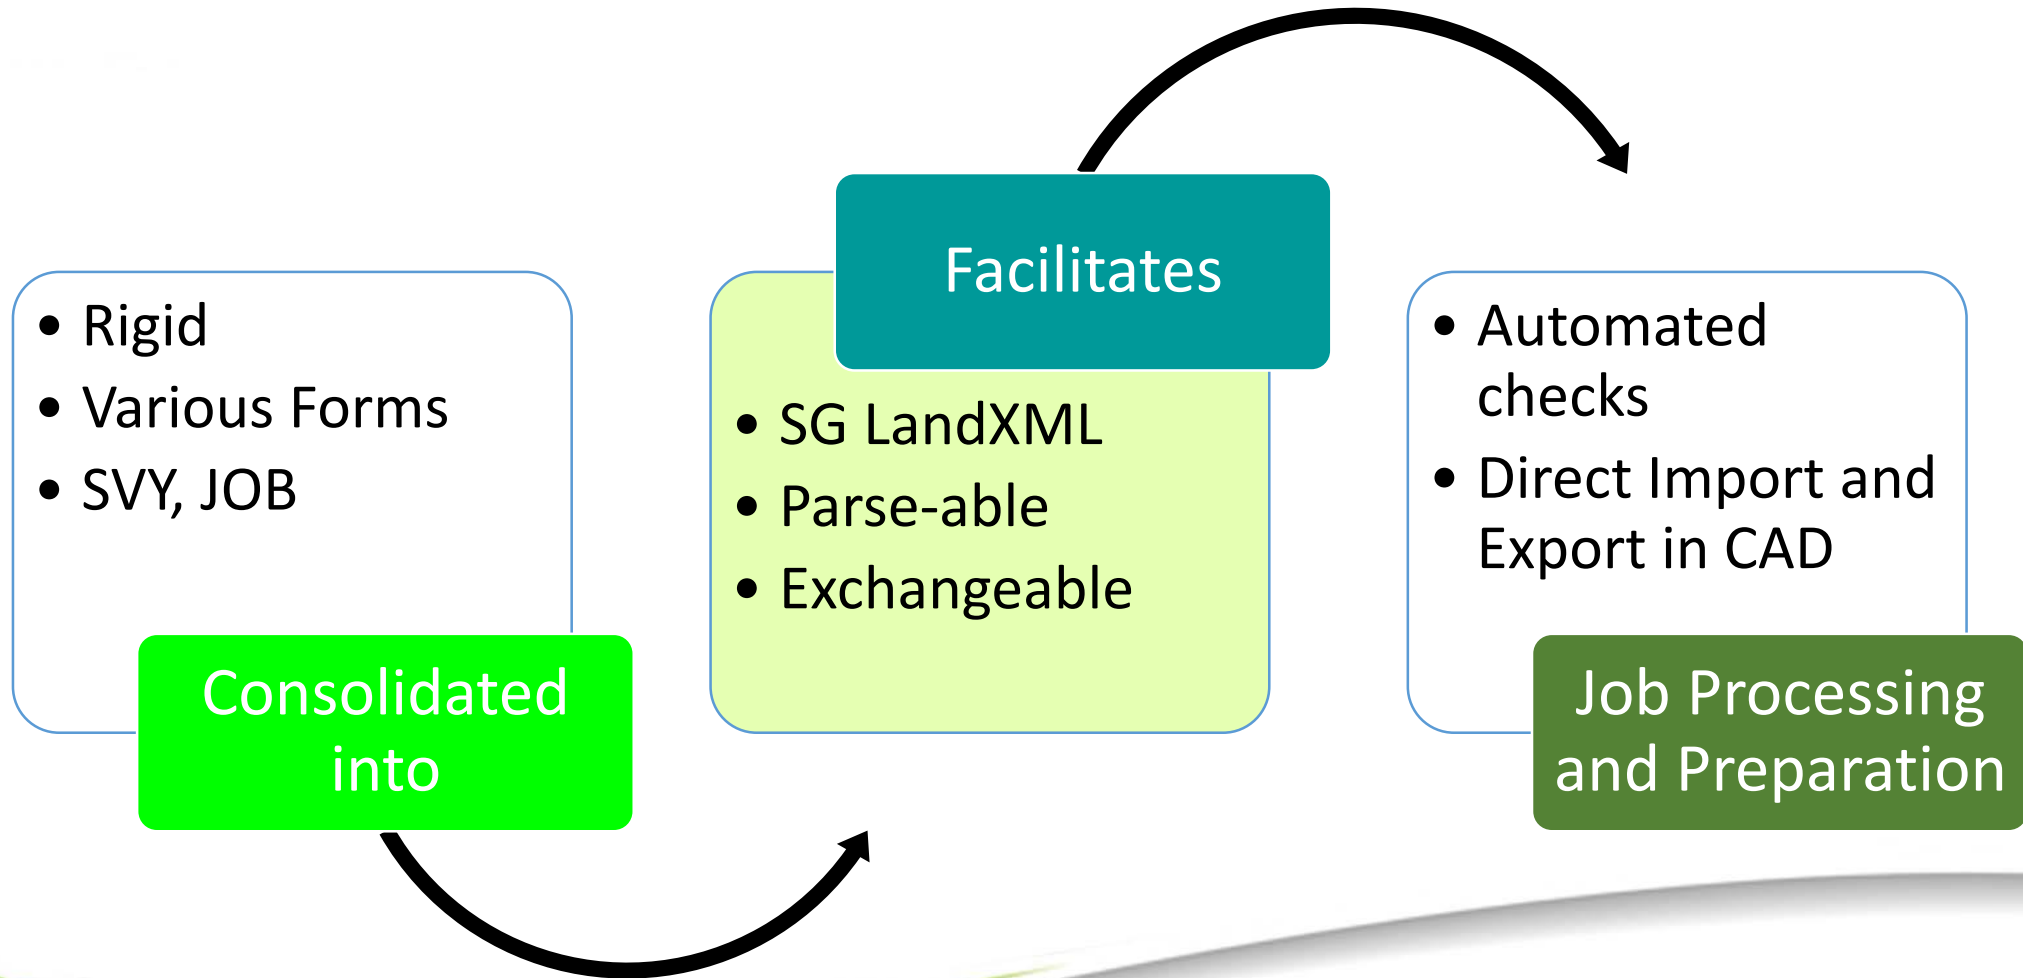 • Rigid
• Various Forms
• SVY, JOB
Consolidated
into
Facilitates
• SG LandXML
• Parse-able
• Exchangeable
• Automated
checks
• Direct Import and
Export in CAD
Job Processing
and Preparation